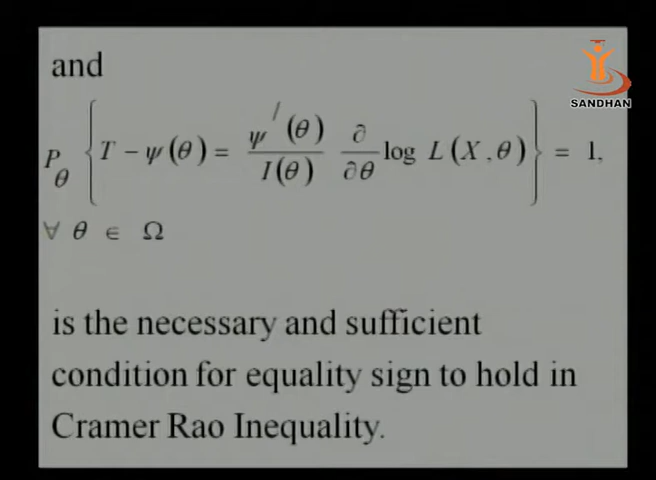 SANDHAN
and
P_θ { T − ψ(θ) = ψ′(θ) / I(θ) ∂/∂θ log L(X, θ) } = 1,
∀ θ ∈ Ω
is the necessary and sufficient
condition for equality sign to hold in
Cramer Rao Inequality.